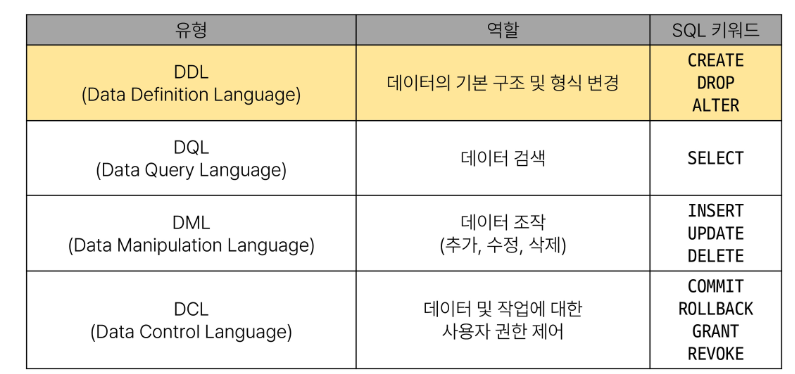 유형 역할 SQL 키워드
DDL
(Data Definition Language)
데이터의 기본 구조 및 형식 변경
CREATE
DROP
ALTER
DQL
(Data Query Language)
데이터 검색
SELECT
DML
(Data Manipulation Language)
데이터 조작
(추가, 수정, 삭제)
INSERT
UPDATE
DELETE
DCL
(Data Control Language)
데이터 및 작업에 대한
사용자 권한 제어
COMMIT
ROLLBACK
GRANT
REVOKE